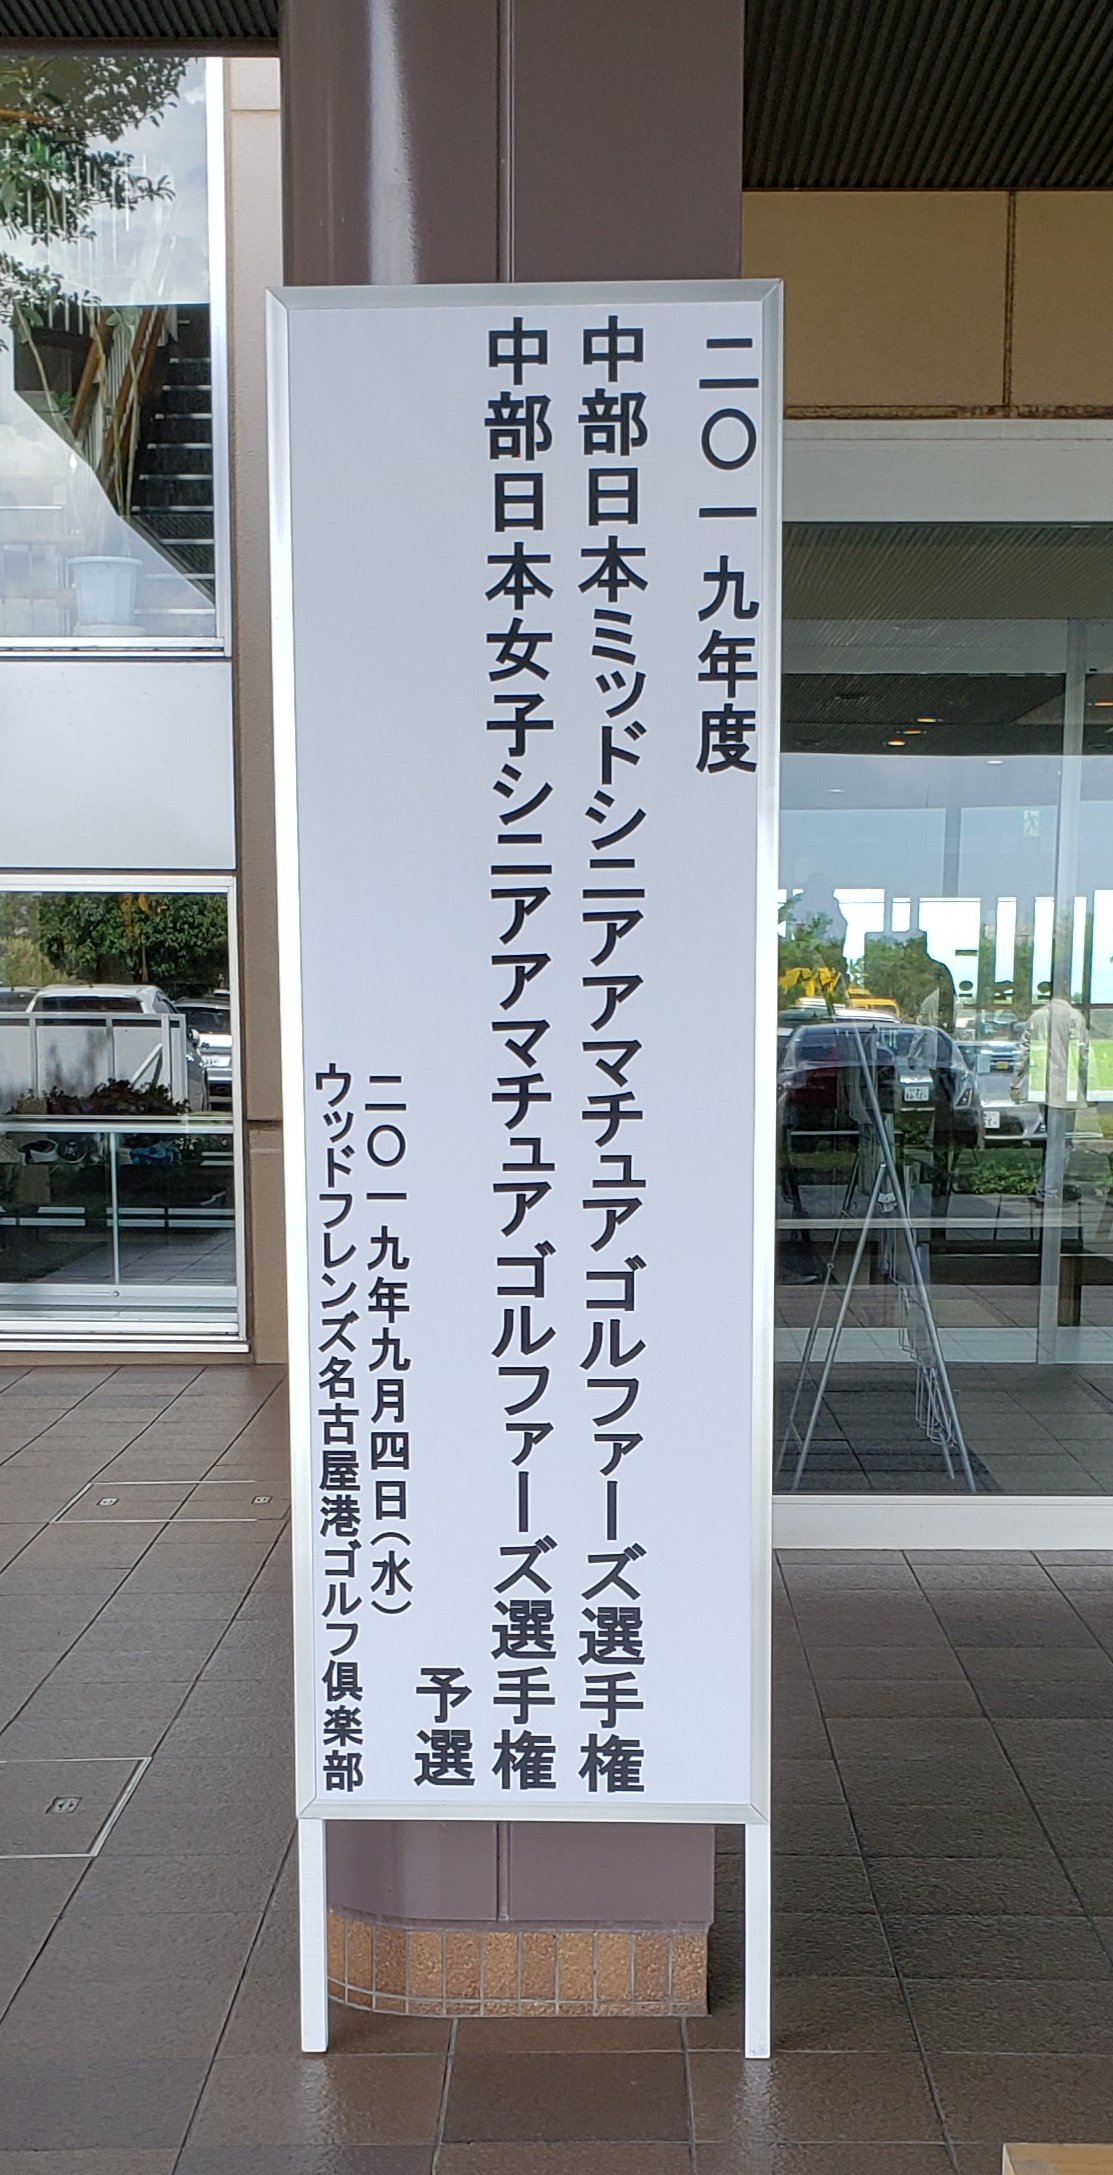 二〇一九年度
中部日本ミッドシニアアマチュアゴルファーズ選手権
中部日本女子シニアアマチュアゴルファーズ選手権
予選
二〇一九年九月四日(水)
ウッドフレンズ名古屋港ゴルフ倶楽部